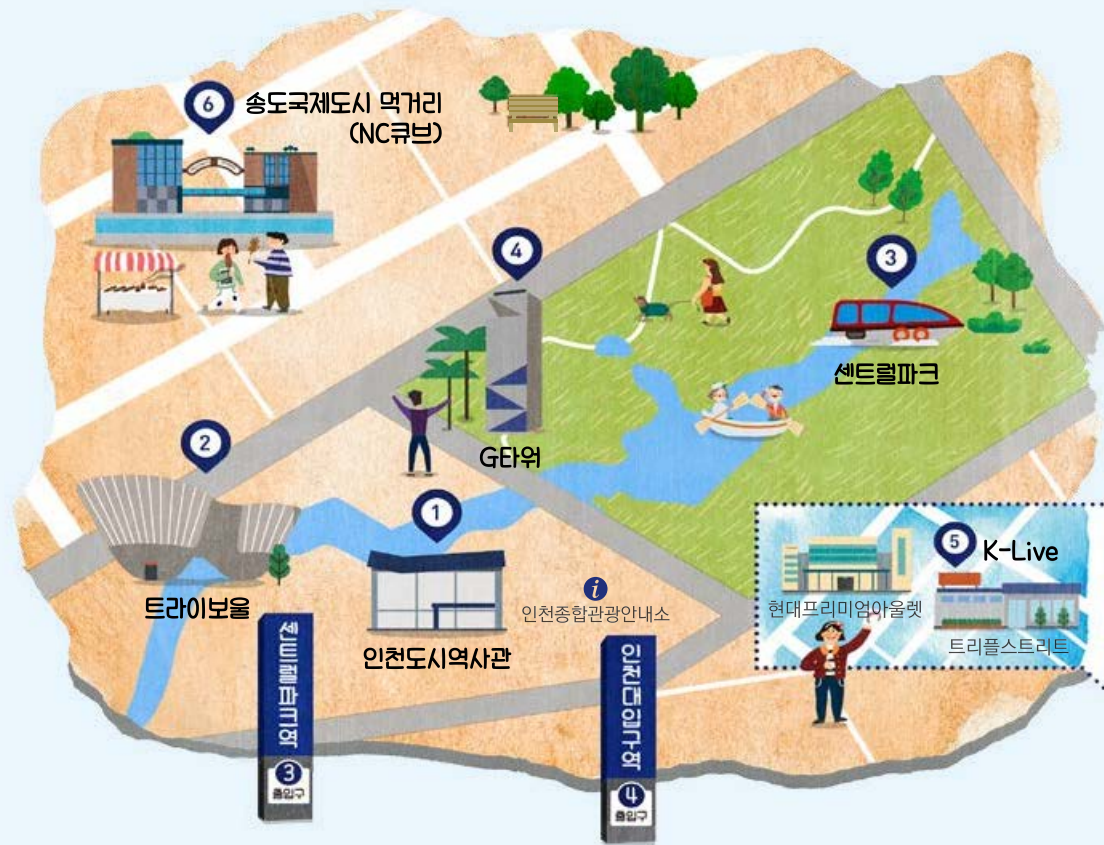 6
송도국제도시 먹거리
(NC큐브)
4
3
센트럴파크
G타워
2
트라이보울
1
인천도시역사관
i
인천종합관광안내소
5
K-Live
현대프리미엄아울렛
트리플스트리트
센트럴파크역
3
출입구
인천대입구역
4
출입구